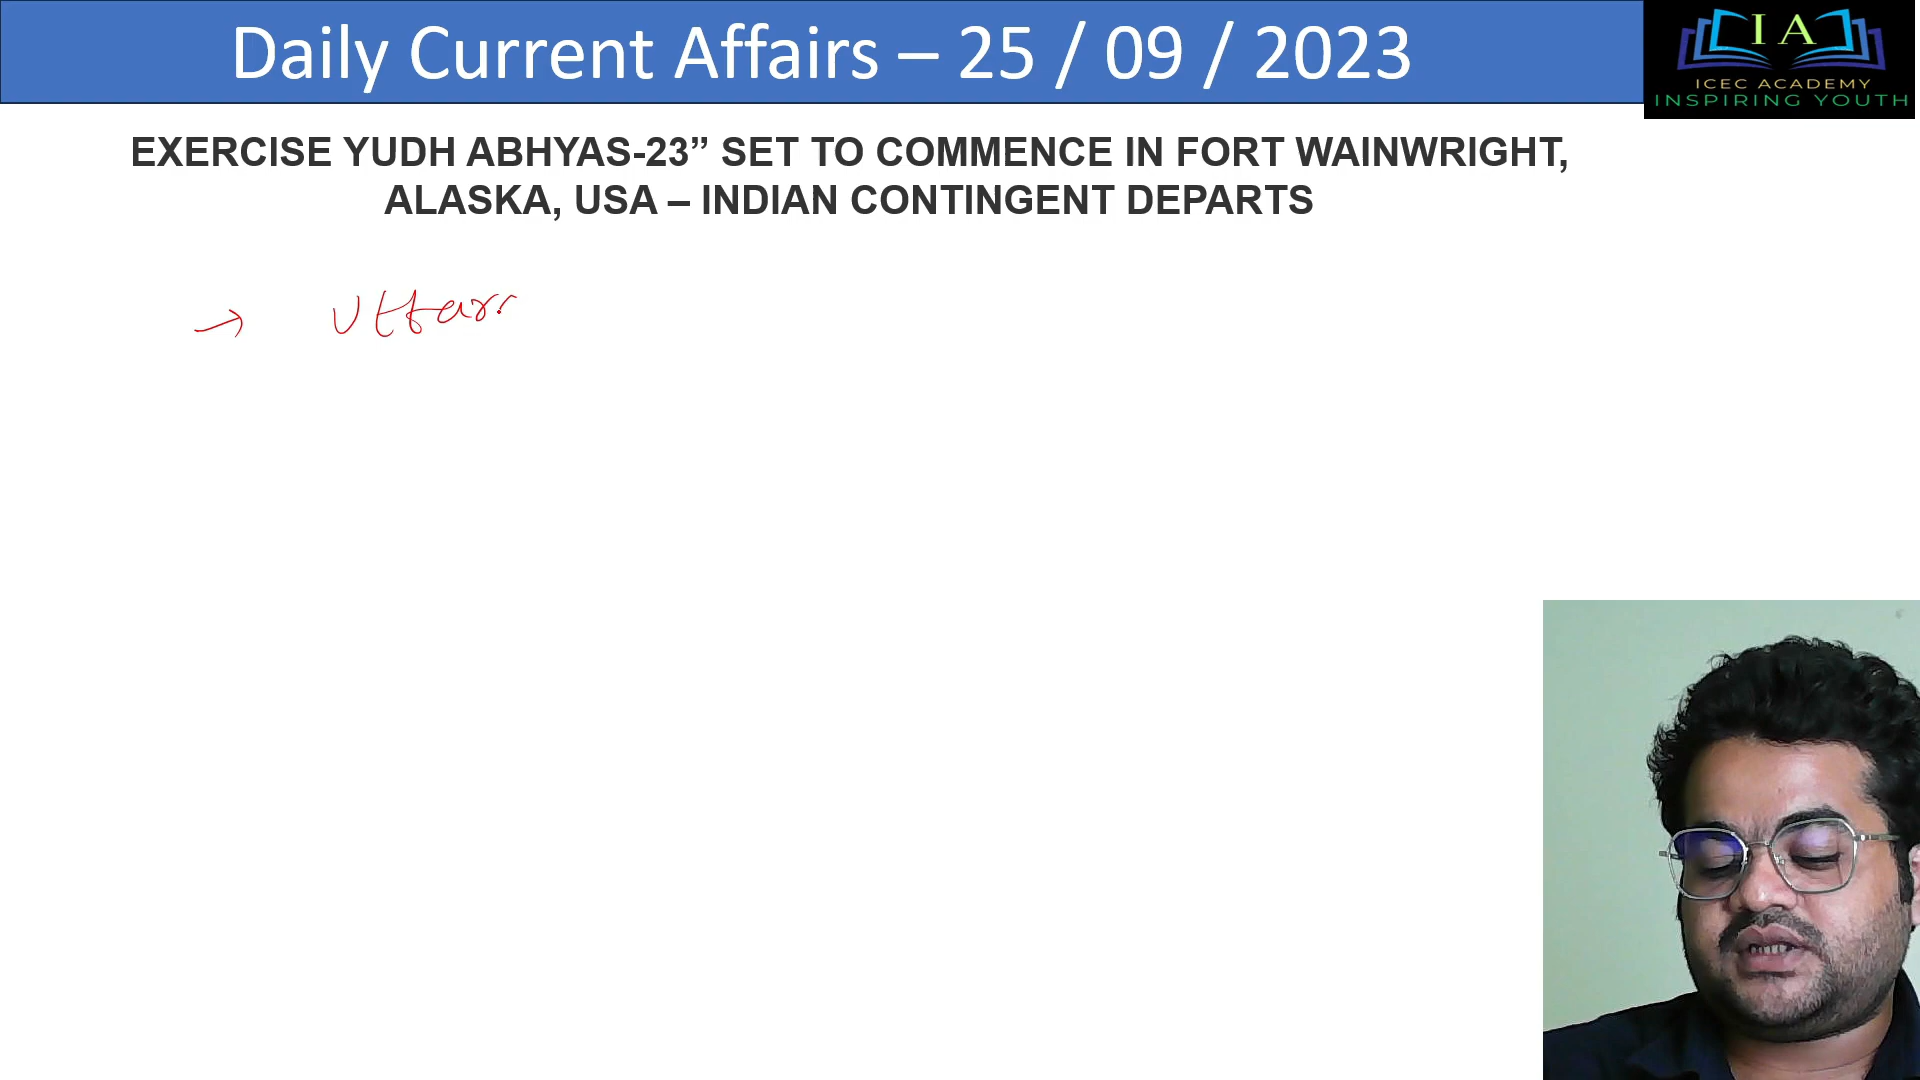 Daily Current Affairs – 25 / 09 / 2023
I A
ICEC ACADEMY
INSPIRING YOUTH
EXERCISE YUDH ABHYAS-23” SET TO COMMENCE IN FORT WAINWRIGHT,
ALASKA, USA – INDIAN CONTINGENT DEPARTS
→ Uttar